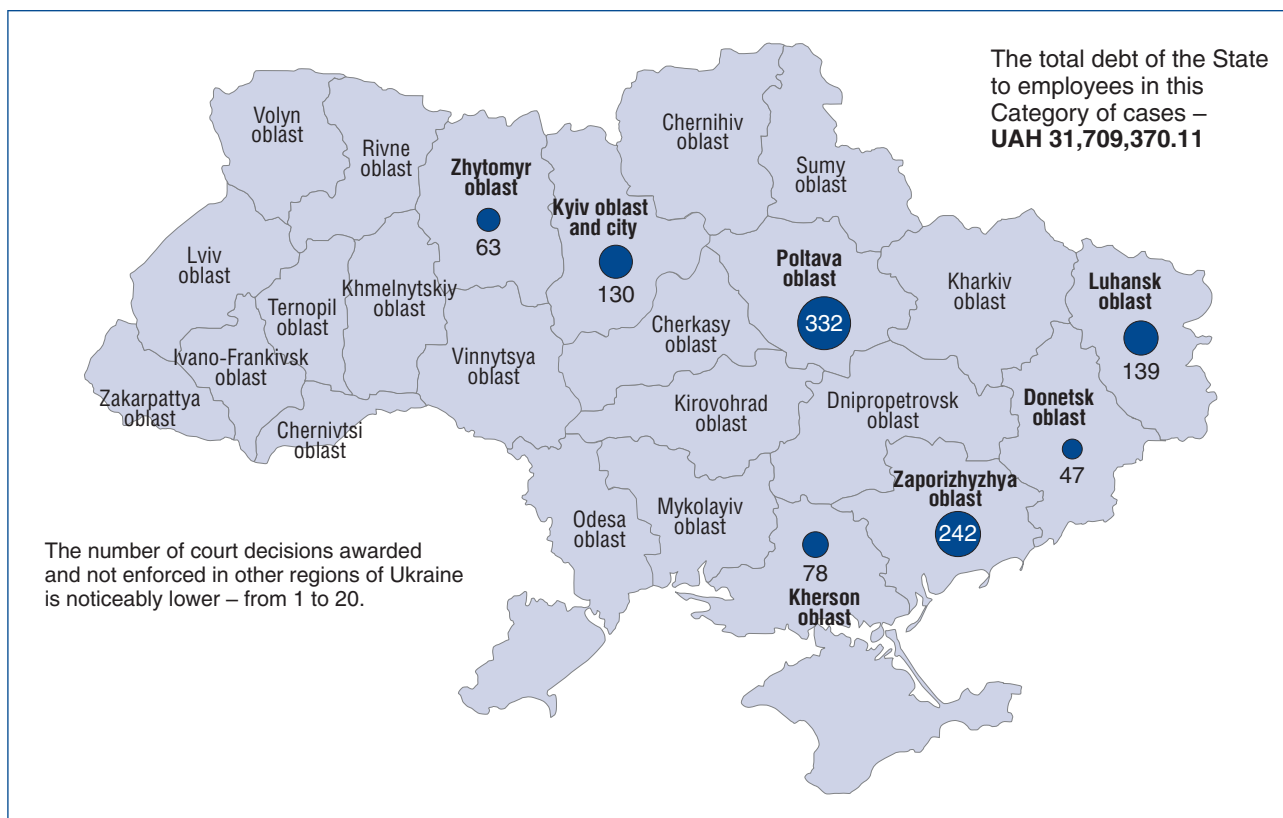 The total debt of the State
to employees in this
Category of cases –
UAH 31,709,370.11
Volyn
oblast
Rivne
oblast
Zhytomyr
oblast
63
Kyiv oblast
and city
130
Chernihiv
oblast
Sumy
oblast
Lviv
oblast
Ternopil
oblast
Khmelnytskiy
oblast
Poltava
oblast
332
Kharkiv
oblast
Luhansk
oblast
139
Ivano-Frankivsk
oblast
Zakarpattya
oblast
Chernivtsi
oblast
Vinnytsya
oblast
Cherkasy
oblast
Kirovohrad
oblast
Dnipropetrovsk
oblast
Donetsk
oblast
47
Zaporizhyzhya
oblast
242
Odesa
oblast
Mykolayiv
oblast
78
Kherson
oblast
The number of court decisions awarded
and not enforced in other regions of Ukraine
is noticeably lower – from 1 to 20.